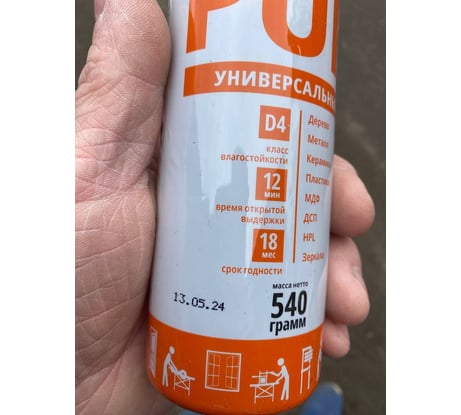 УНИВЕРСАЛЬН
D4
класс
влагостойкости
12
мин
время открытой
выдержки
18
мес
срок годности
Дерево
Металл
Керамика
Пластик
МДФ
ДСП
HPL
Зеркала
масса нетто
540
грамм
13.05.24